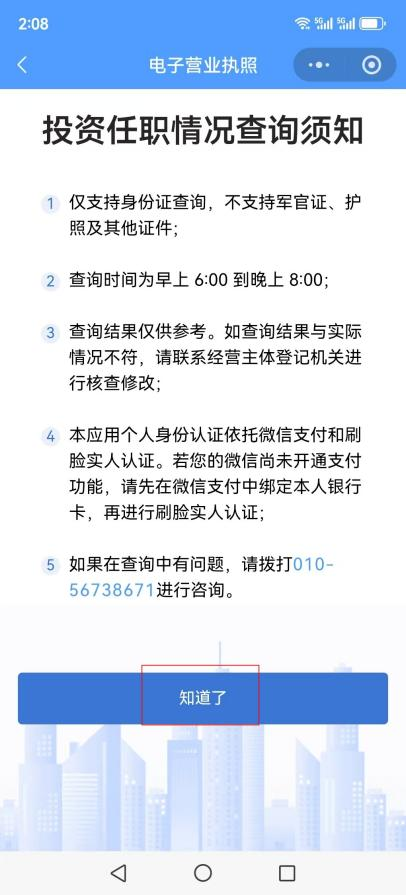 2:08
5G 5G
电子营业执照
投资任职情况查询须知
1 仅支持身份证查询，不支持军官证、护
照及其他证件；
2 查询时间为早上 6:00 到晚上 8:00；
3 查询结果仅供参考。如查询结果与实际
情况不符，请联系经营主体登记机关进
行核查修改；
4 本应用个人身份认证依托微信支付和刷
脸实人认证。若您的微信尚未开通支付
功能，请先在微信支付中绑定本人银行
卡，再进行刷脸实人认证；
5 如果在查询中有问题，请拨打010-
56738671进行咨询。
知道了